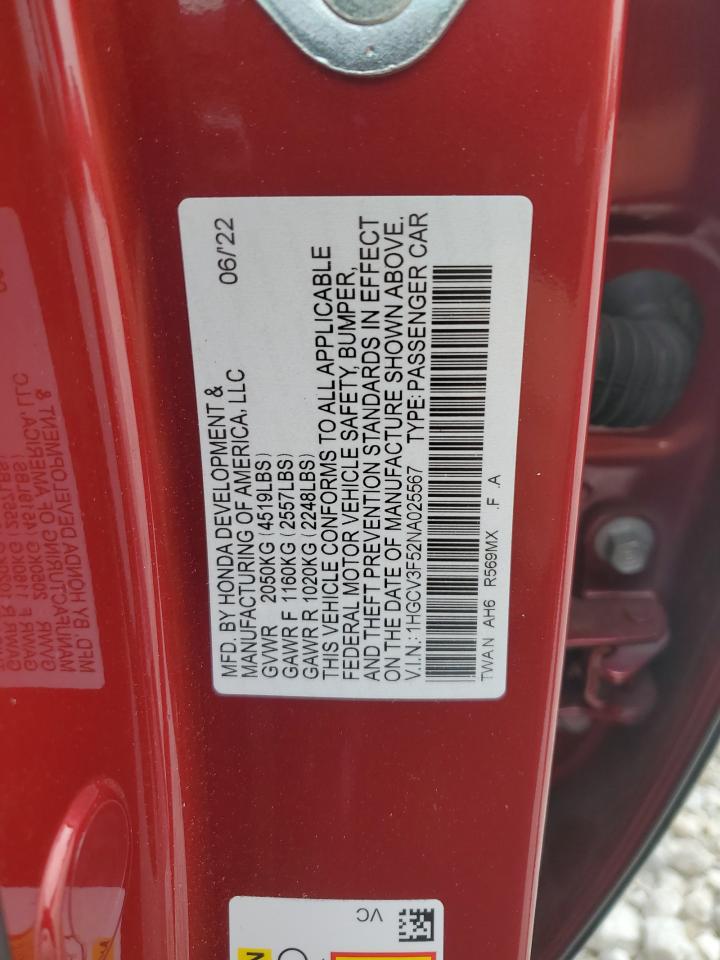 MFD. BY HONDA DEVELOPMENT & 06/22
MANUFACTURING OF AMERICA, LLC
GVWR 2050KG (4519LBS)
GAWR F 1160KG (2557LBS)
GAWR R 1020KG (2248LBS)
THIS VEHICLE CONFORMS TO ALL APPLICABLE
FEDERAL MOTOR VEHICLE SAFETY, BUMPER,
AND THEFT PREVENTION STANDARDS IN EFFECT
ON THE DATE OF MANUFACTURE SHOWN ABOVE.
V.I.N.: 1HGCV3F52NA025567 TYPE: PASSENGER CAR
TWA N AH6 R569MX .F .A
VC